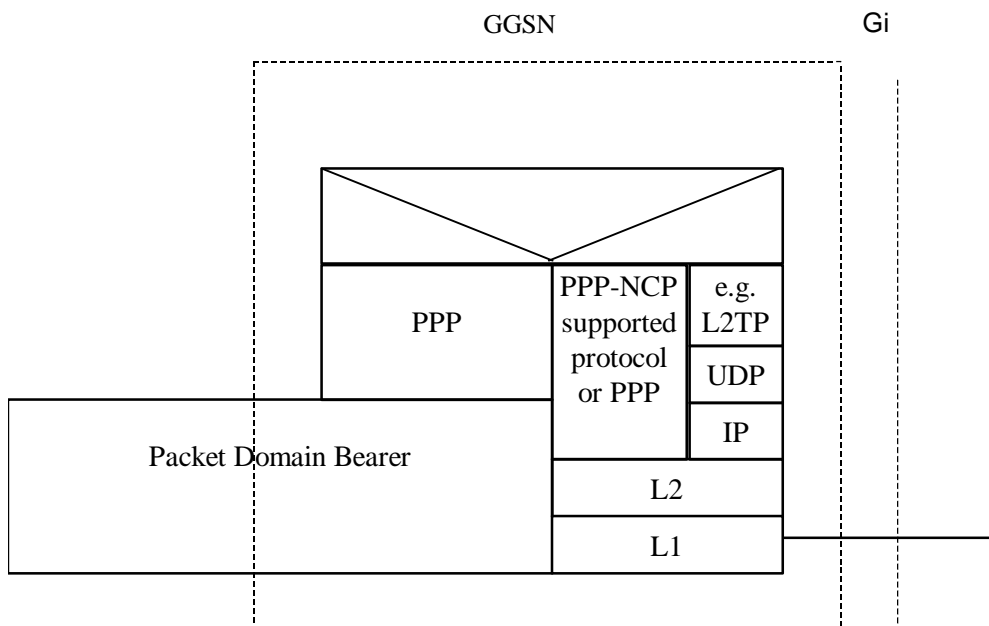 GGSN
Gi
PPP
PPP-NCP
supported
protocol
or PPP
e.g.
L2TP
UDP
IP
Packet Domain Bearer
L2
L1